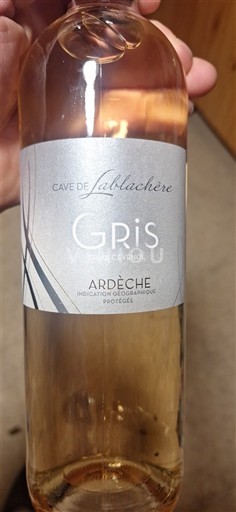 CAVE DE Lablachère
GRIS
ARDÈCHE
INDICATION GÉOGRAPHIQUE
PROTÉGÉE